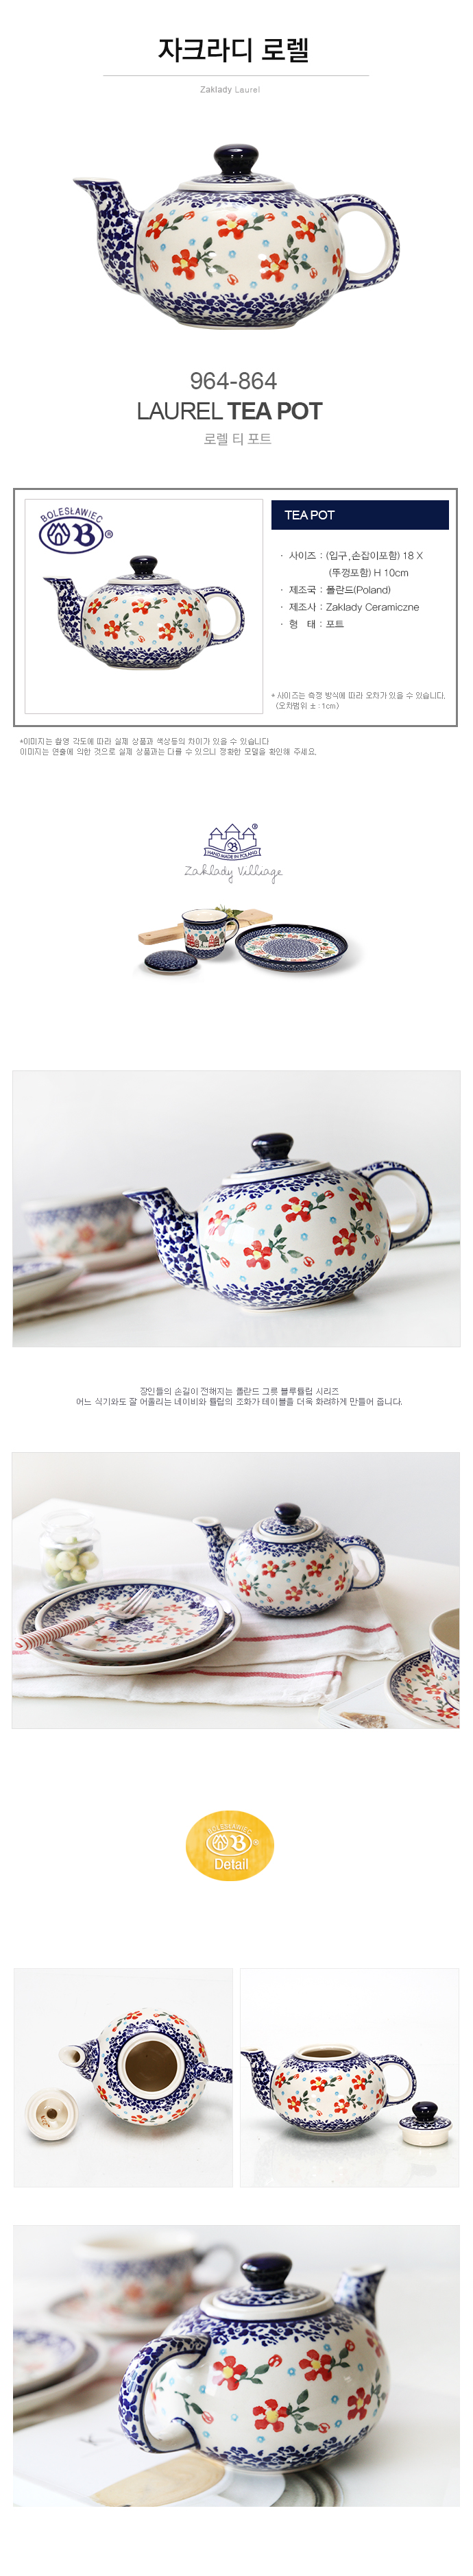 자크라디 로렐
Zaklady Laurel
964-864
LAUREL TEA POT
로렐 티 포트
BOLESŁAWIEC
B ®
TEA POT
· 사이즈 : (입구,손잡이포함) 18 X
(뚜껑포함) H 10cm
· 제조국 : 폴란드(Poland)
· 제조사 : Zaklady Ceramiczne
· 형 태 : 포트
* 사이즈는 측정 방식에 따라 오차가 있을 수 있습니다.
(오차범위 ± : 1cm)
*이미지는 촬영 각도에 따라 실제 상품과 색상등의 차이가 있을 수 있습니다
이미지는 연출에 의한 것으로 실제 상품과는 다를 수 있으니 정확한 모델을 확인해 주세요.
®
B
HAND MADE IN POLAND
Zaklady Villiage
장인들의 손길이 전해지는 폴란드 그릇 블루튤립 시리즈
어느 식기와도 잘 어울리는 네이비와 튤립의 조화가 테이블을 더욱 화려하게 만들어 줍니다.
BOLESŁAWIEC
B ®
Detail